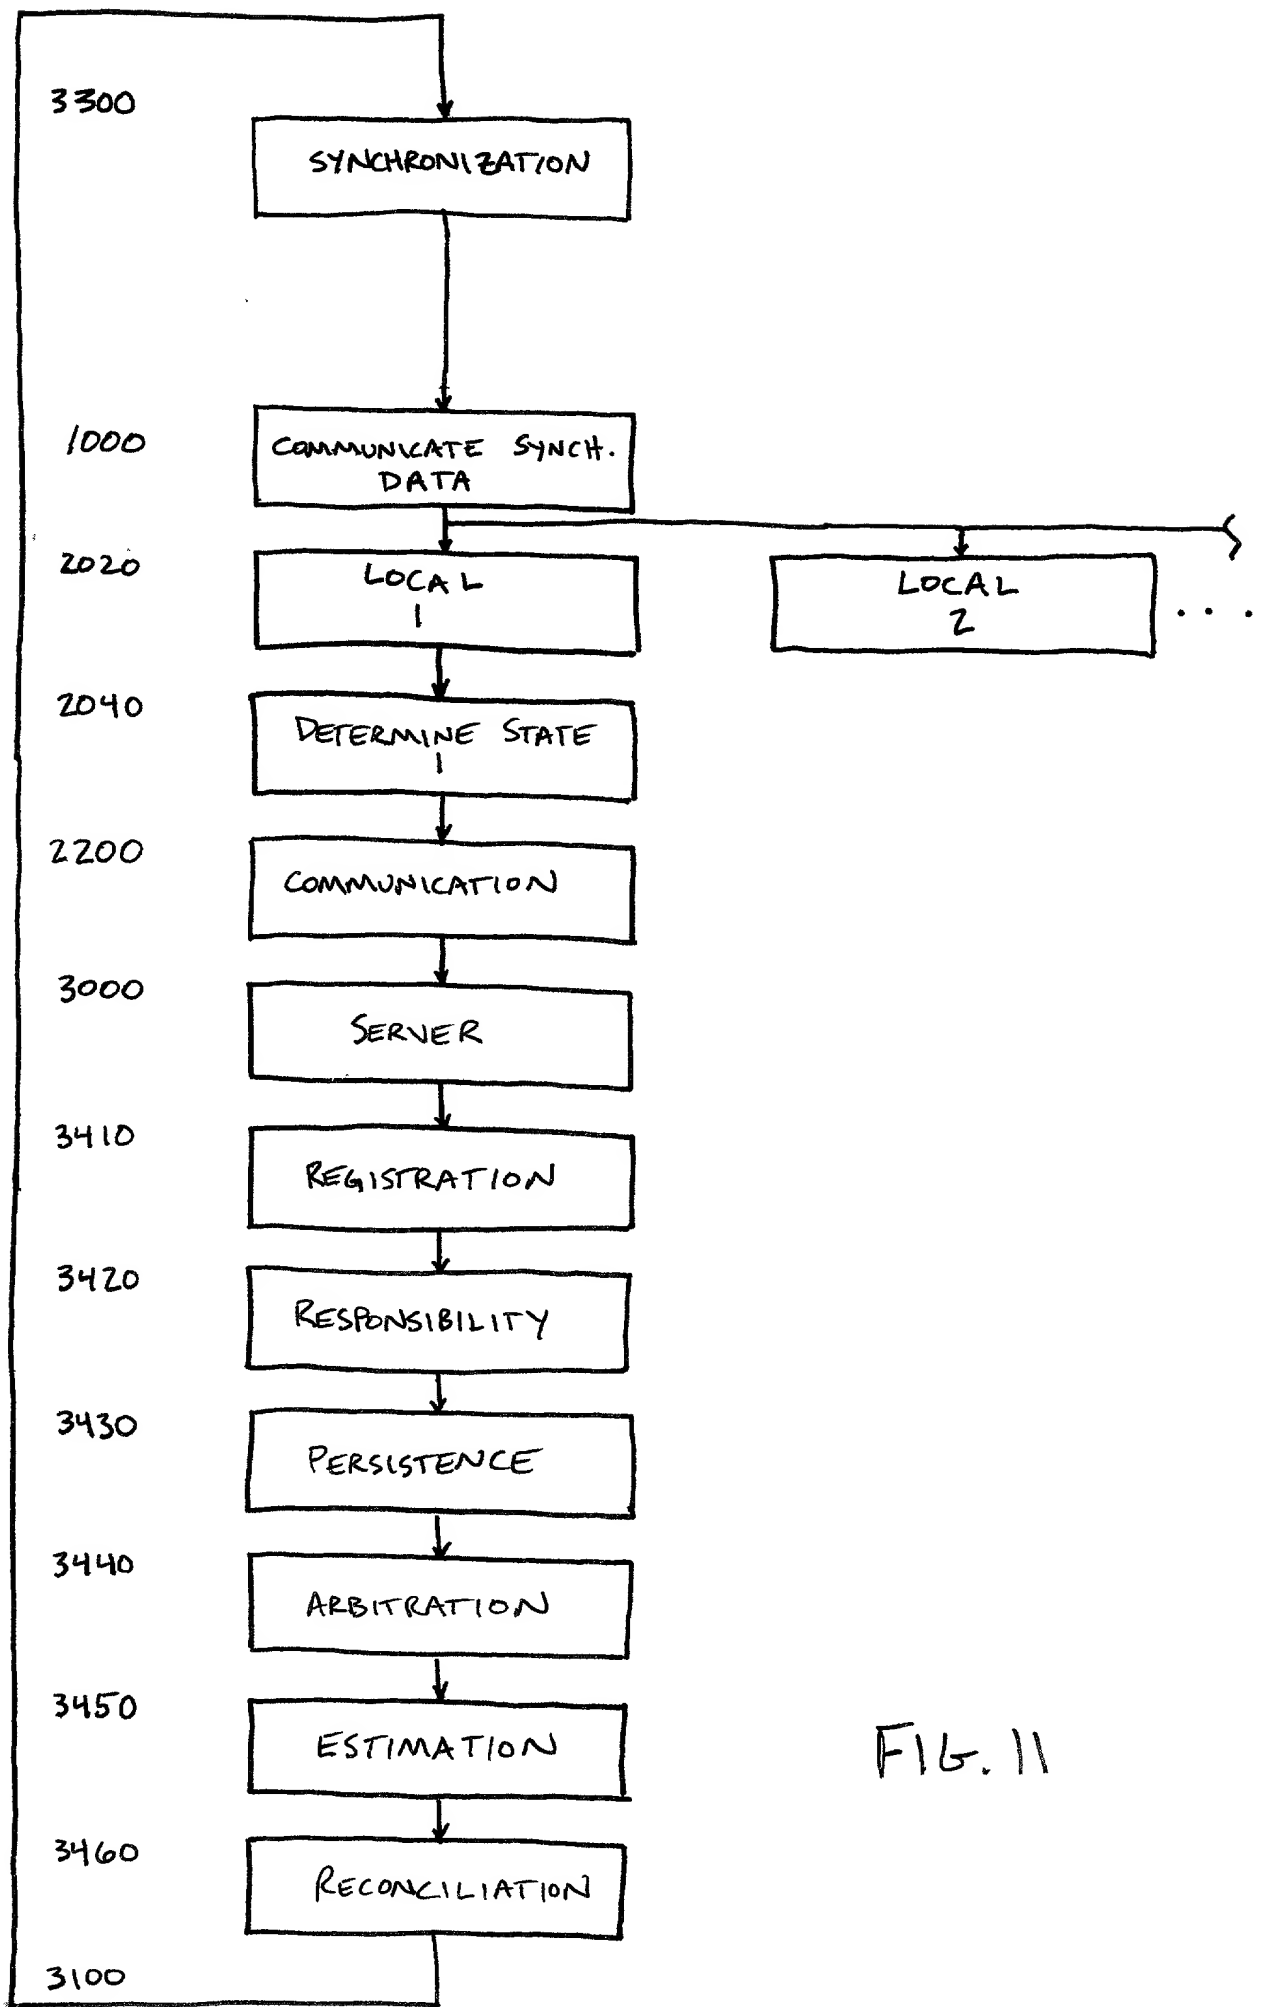 3300
SYNCHRONIZATION
1000
COMMUNICATE SYNCH.
DATA
2020
LOCAL
1
LOCAL
2
. . .
2040
DETERMINE STATE
1
2200
COMMUNICATION
3000
SERVER
3410
REGISTRATION
3420
RESPONSIBILITY
3430
PERSISTENCE
3440
ARBITRATION
3450
ESTIMATION
FIG. 11
3460
RECONCILIATION
3100